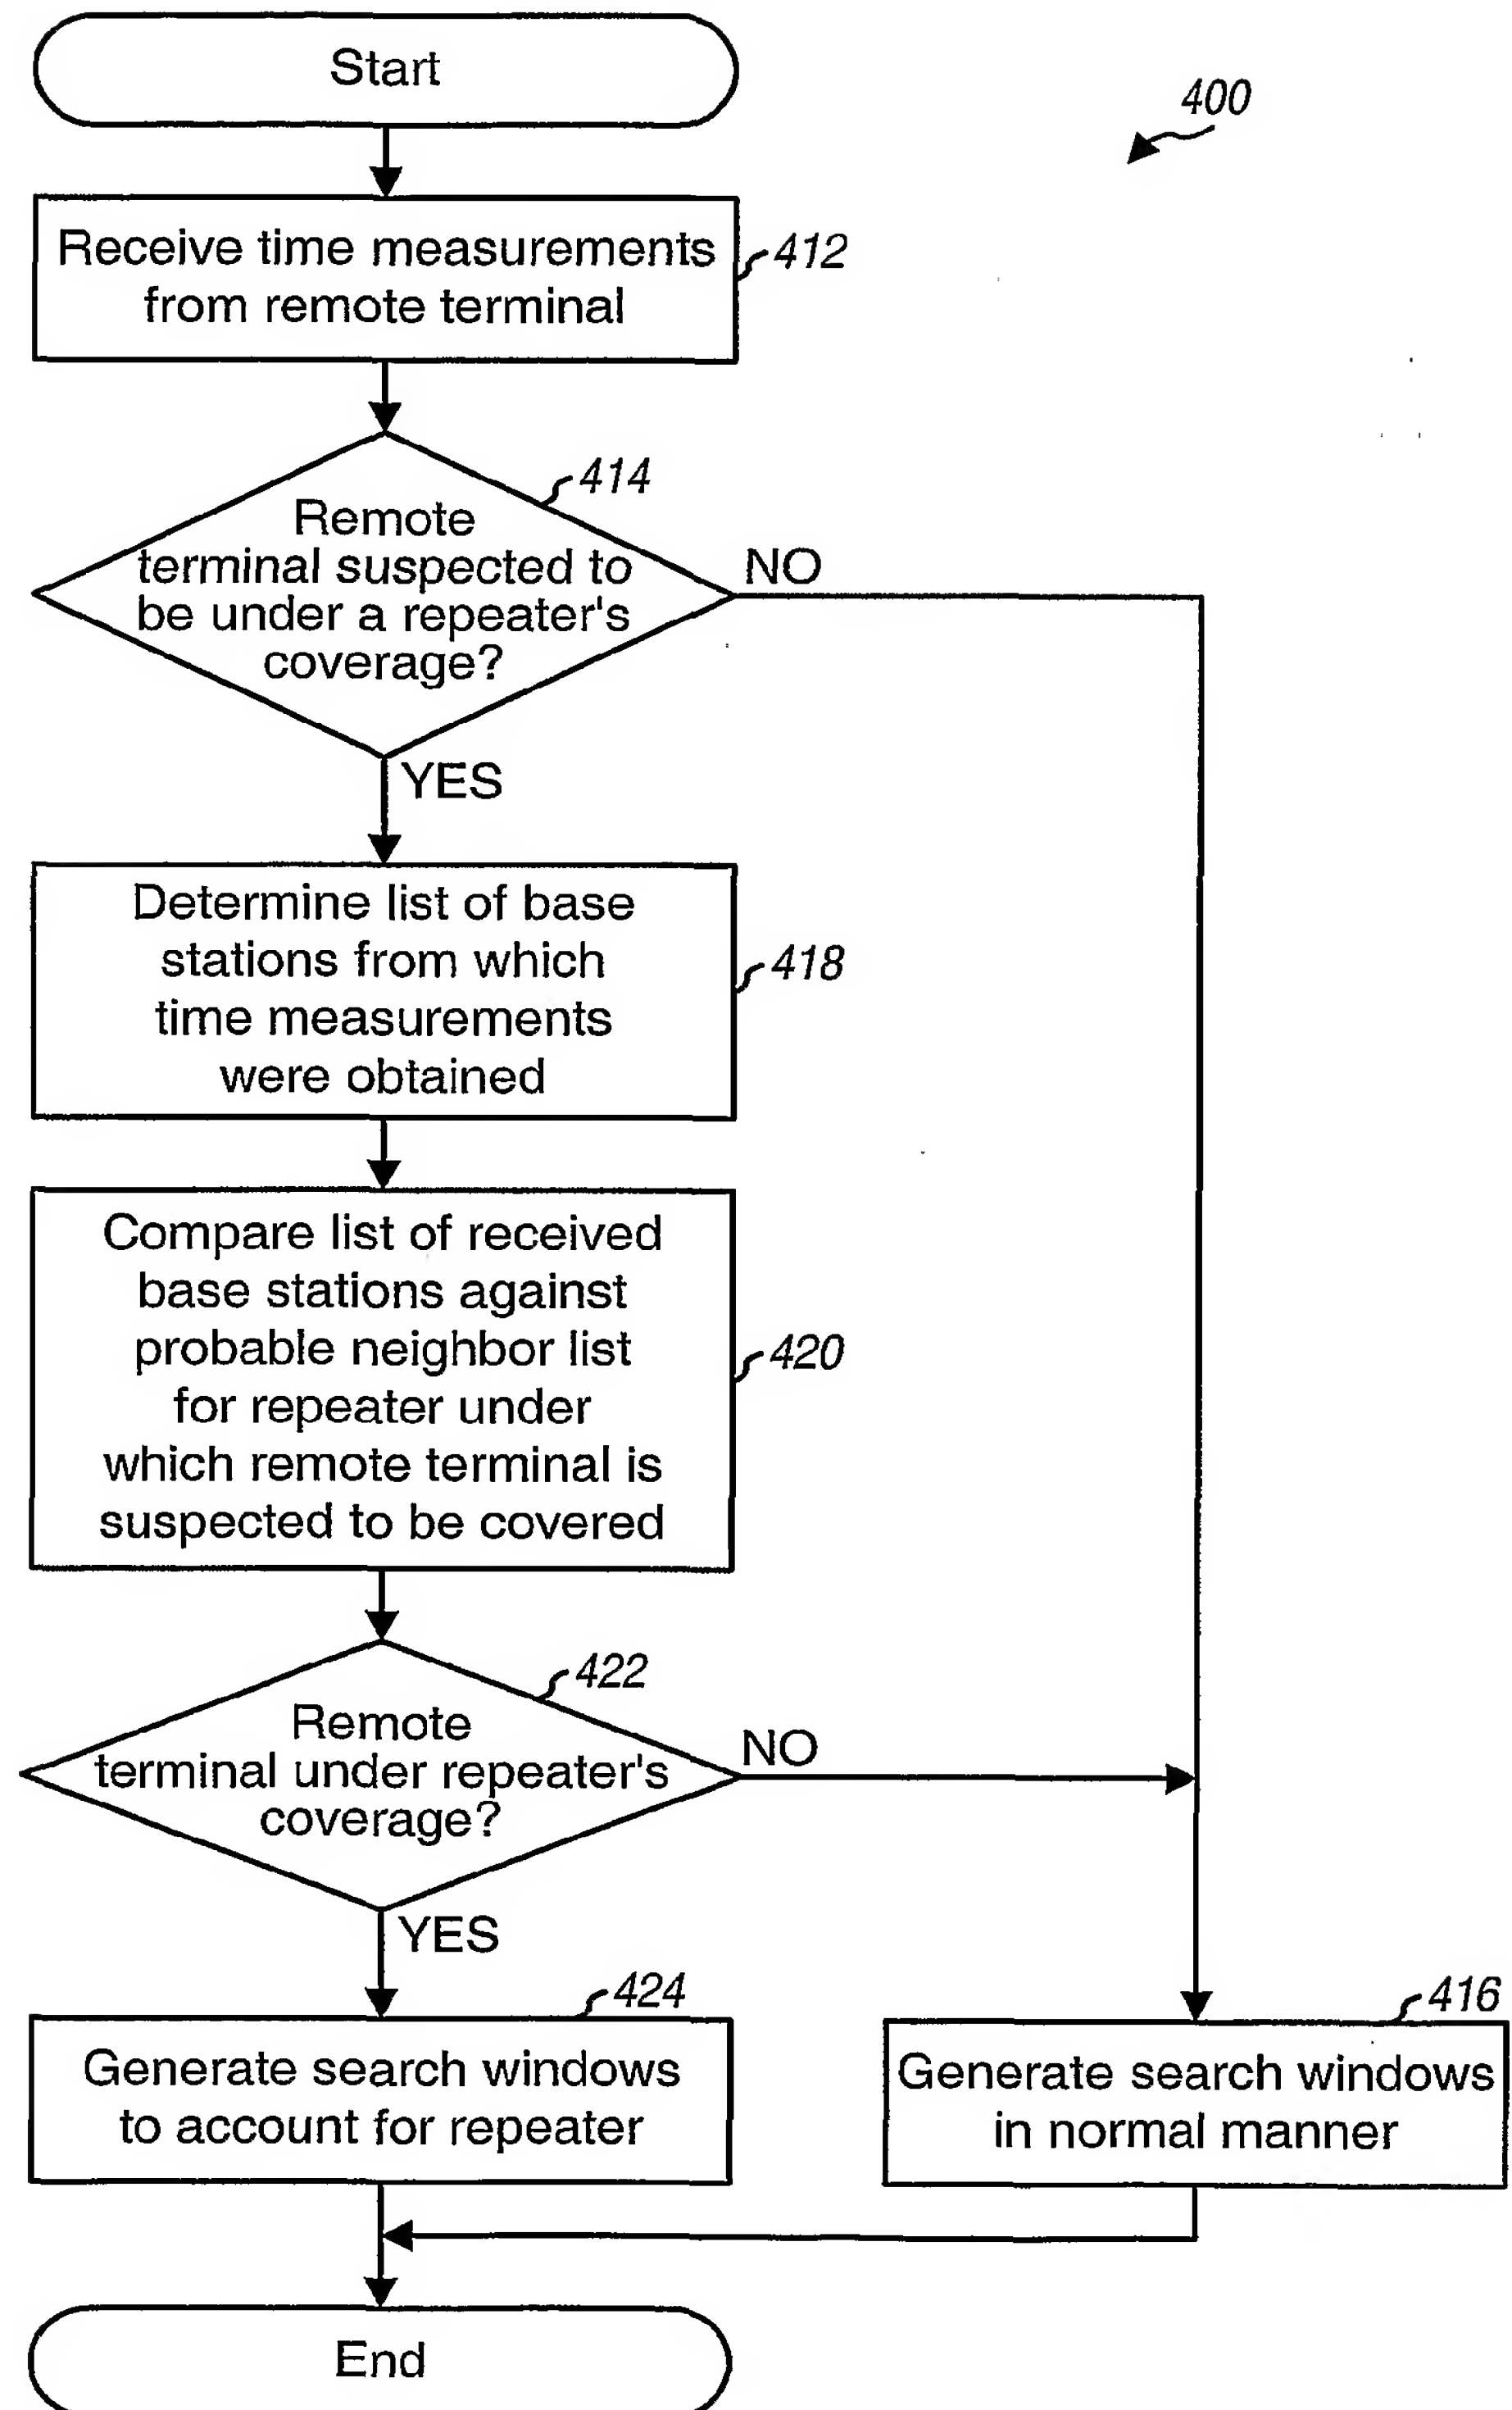 Start
400
Receive time measurements
from remote terminal
412
414
Remote
terminal suspected to
be under a repeater's
coverage?
NO
YES
Determine list of base
stations from which
time measurements
were obtained
418
Compare list of received
base stations against
probable neighbor list
for repeater under
which remote terminal is
suspected to be covered
420
422
Remote
terminal under repeater's
coverage?
NO
YES
424
Generate search windows
to account for repeater
416
Generate search windows
in normal manner
End